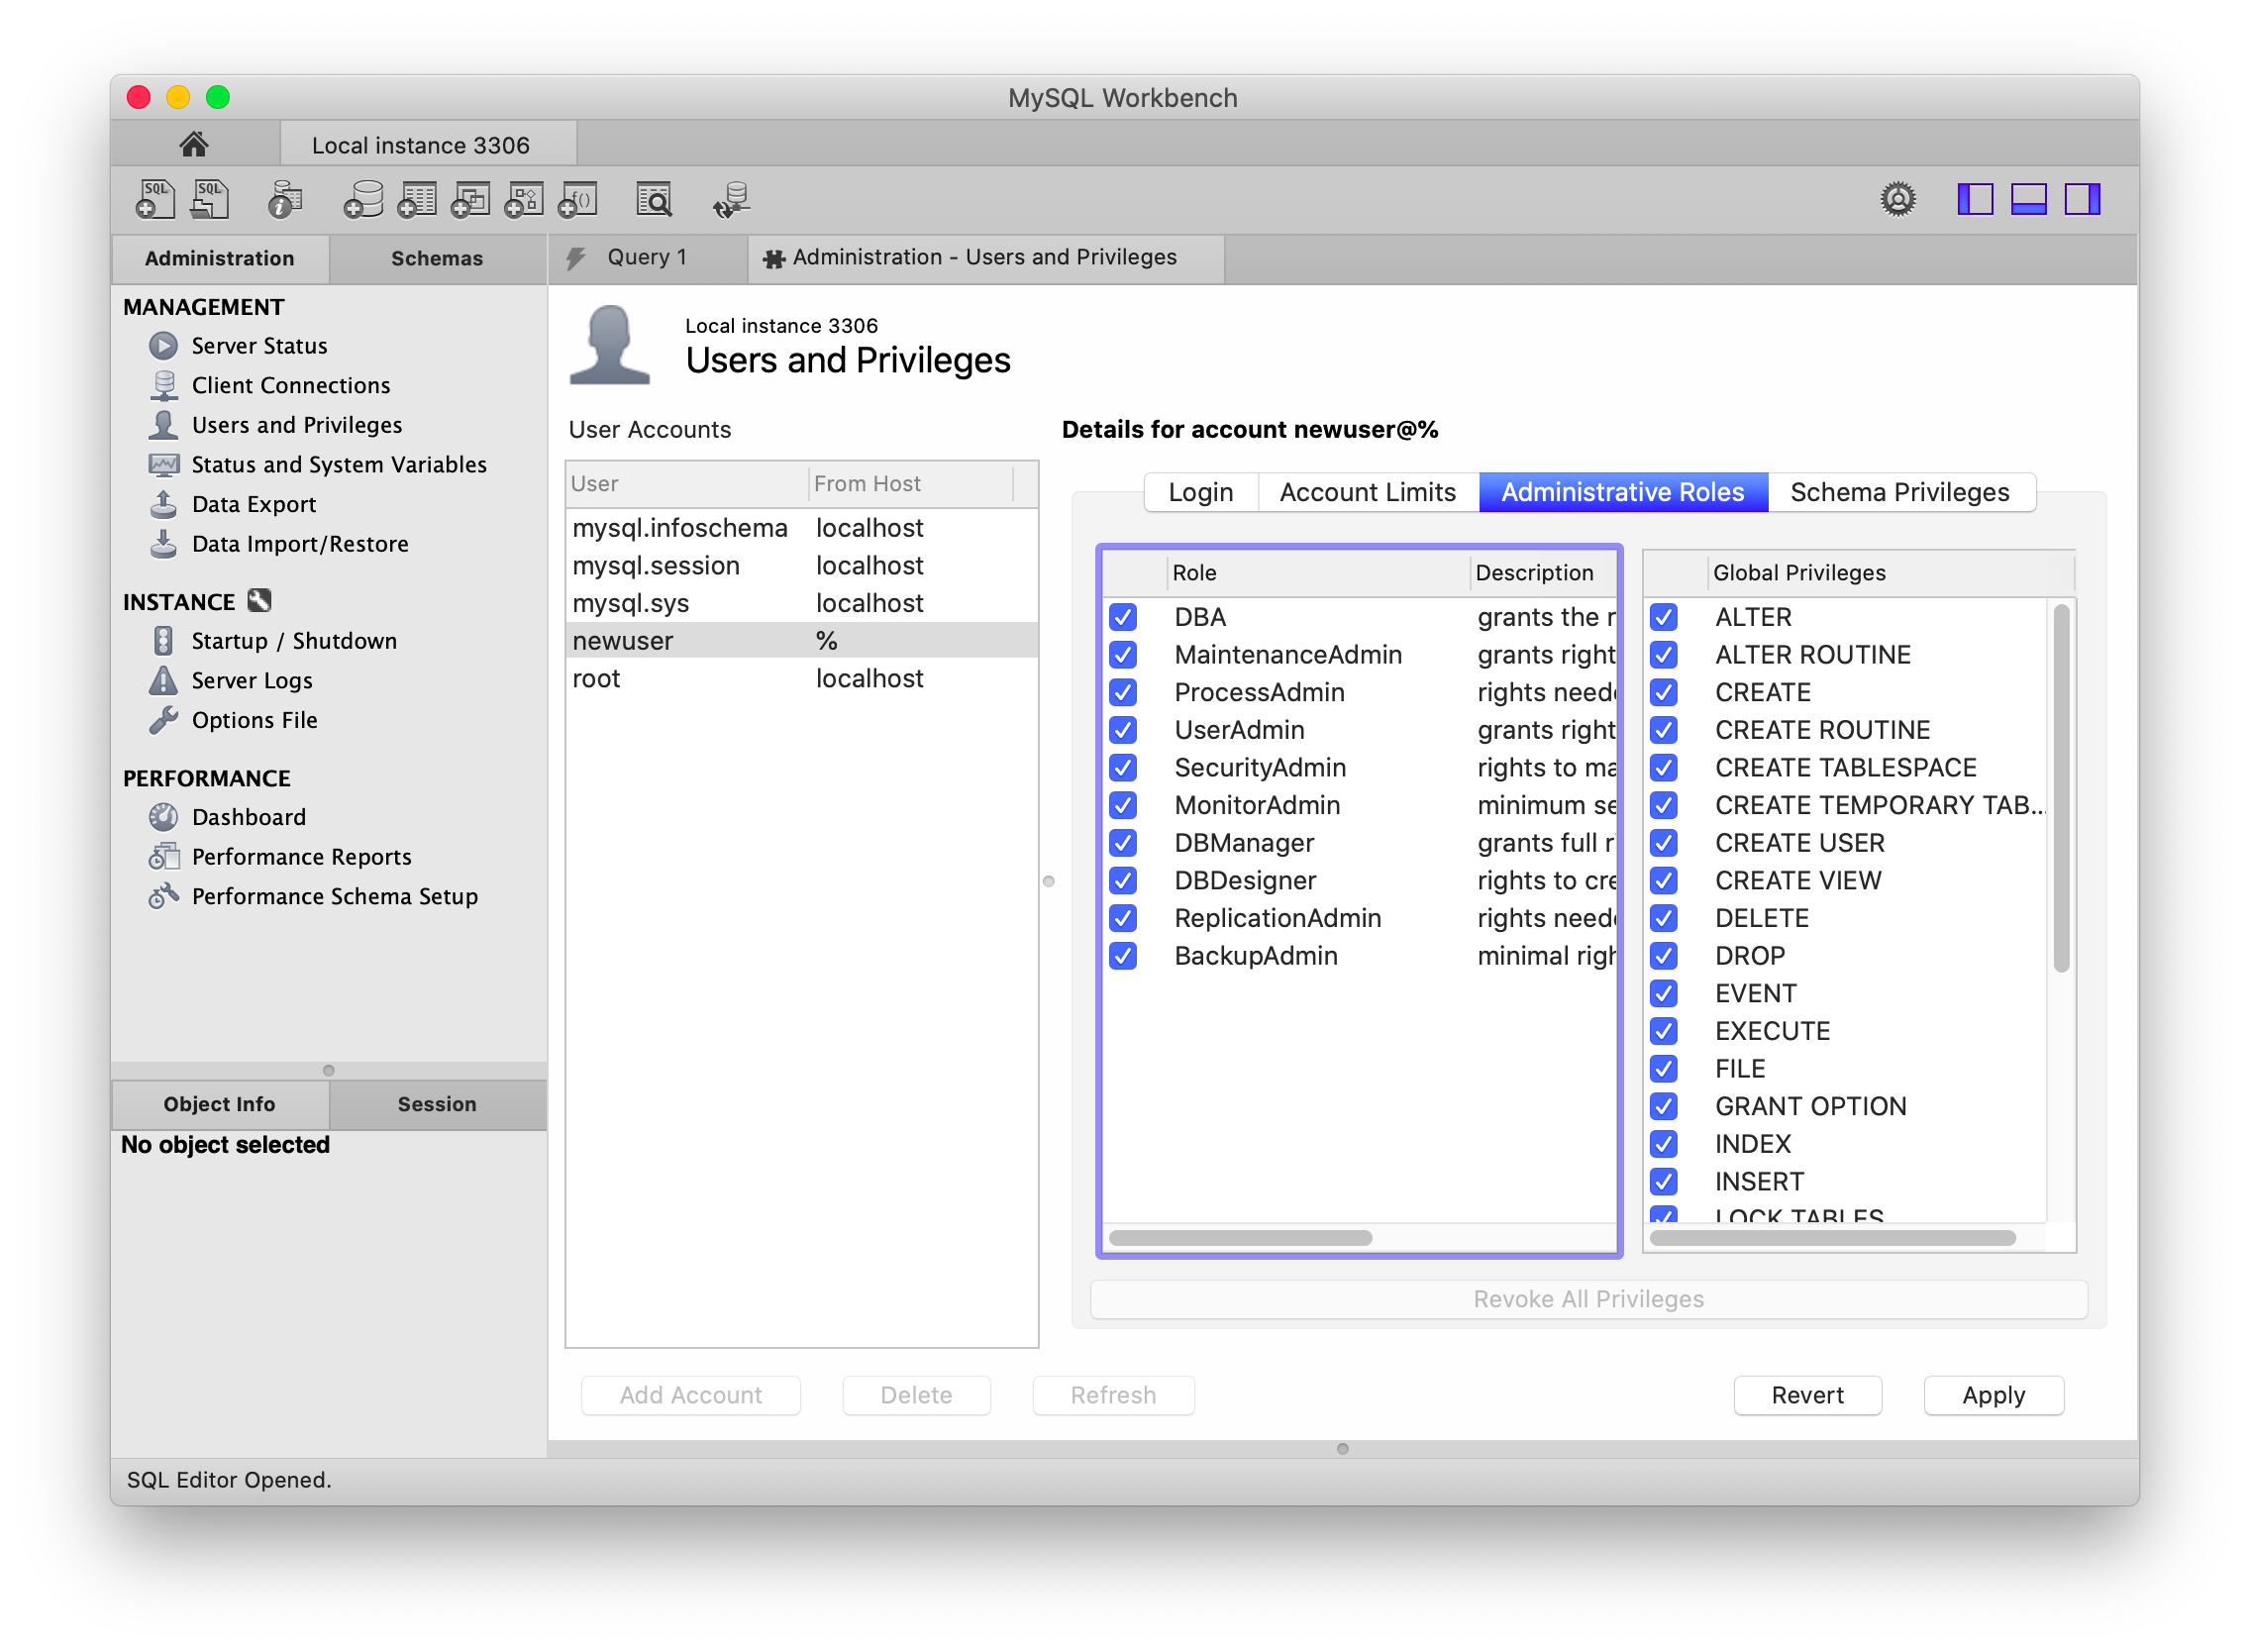 MySQL Workbench
Local instance 3306
SQL SQL
Administration Schemas
Query 1 Administration - Users and Privileges
MANAGEMENT
Server Status
Client Connections
Users and Privileges
Status and System Variables
Data Export
Data Import/Restore
INSTANCE
Startup / Shutdown
Server Logs
Options File
PERFORMANCE
Dashboard
Performance Reports
Performance Schema Setup
Object Info Session
No object selected
Local instance 3306
Users and Privileges
User Accounts
User From Host
mysql.infoschema localhost
mysql.session localhost
mysql.sys localhost
newuser %
root localhost
Add Account Delete Refresh
Details for account newuser@%
Login Account Limits Administrative Roles Schema Privileges
Role Description
DBA grants the r
MaintenanceAdmin grants right
ProcessAdmin rights neede
UserAdmin grants right
SecurityAdmin rights to ma
MonitorAdmin minimum se
DBManager grants full r
DBDesigner rights to cre
ReplicationAdmin rights neede
BackupAdmin minimal righ
Global Privileges
ALTER
ALTER ROUTINE
CREATE
CREATE ROUTINE
CREATE TABLESPACE
CREATE TEMPORARY TAB...
CREATE USER
CREATE VIEW
DELETE
DROP
EVENT
EXECUTE
FILE
GRANT OPTION
INDEX
INSERT
LOCK TABLES
Revoke All Privileges
Revert Apply
SQL Editor Opened.